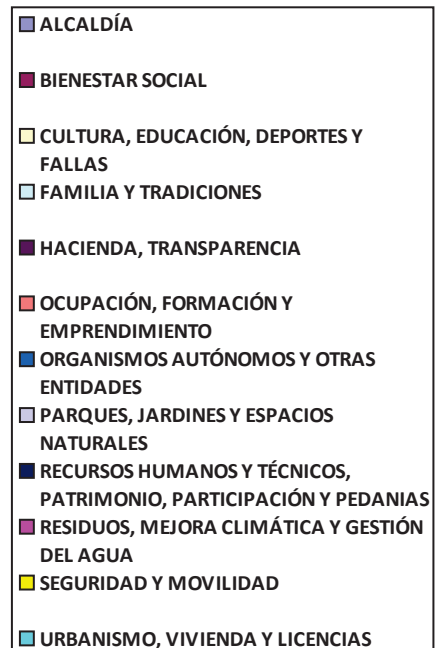 ALCALDÍA
BIENESTAR SOCIAL
CULTURA, EDUCACIÓN, DEPORTES Y
FALLAS
FAMILIA Y TRADICIONES
HACIENDA, TRANSPARENCIA
OCUPACIÓN, FORMACIÓN Y
EMPRENDIMIENTO
ORGANISMOS AUTÓNOMOS Y OTRAS
ENTIDADES
PARQUES, JARDINES Y ESPACIOS
NATURALES
RECURSOS HUMANOS Y TÉCNICOS,
PATRIMONIO, PARTICIPACIÓN Y PEDANIAS
RESIDUOS, MEJORA CLIMÁTICA Y GESTIÓN
DEL AGUA
SEGURIDAD Y MOVILIDAD
URBANISMO, VIVIENDA Y LICENCIAS